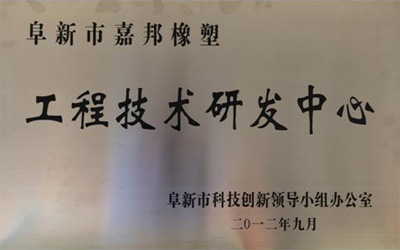 阜新市嘉邦橡塑
工程技术研发中心
阜新市科技创新领导小组办公室
二〇一二年九月